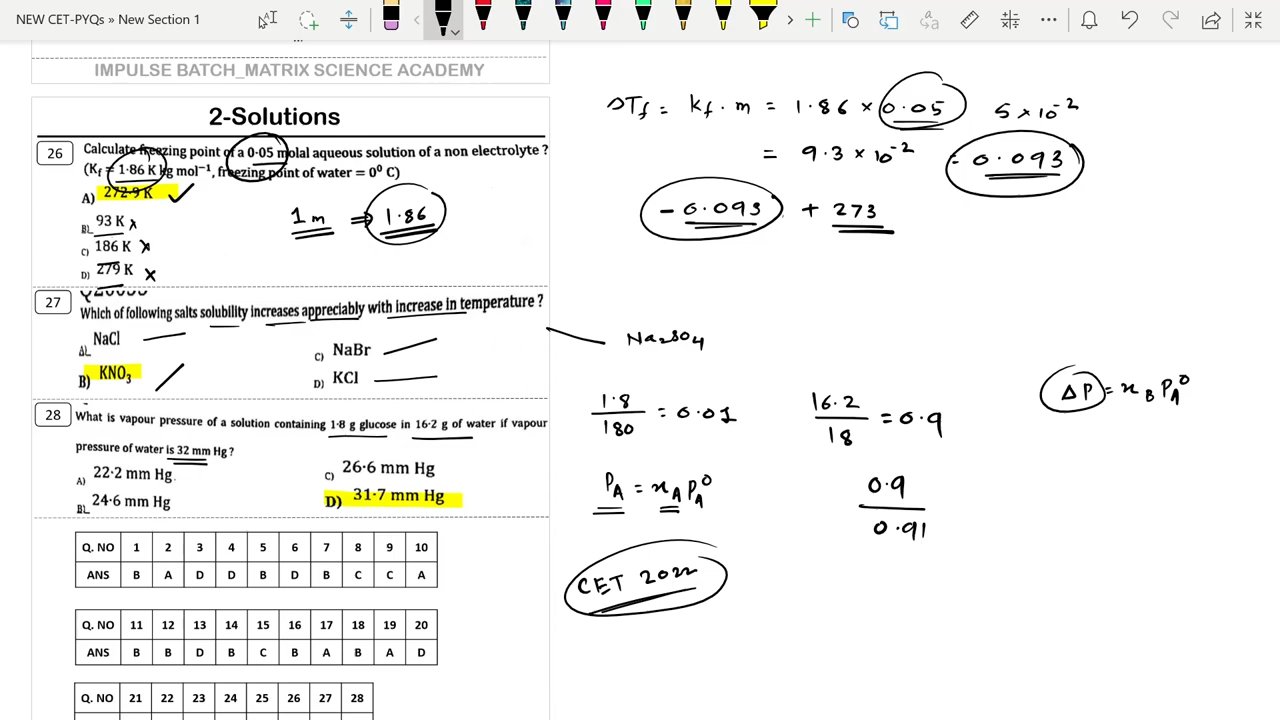 NEW CET-PYQs » New Section 1
IMPULSE BATCH_MATRIX SCIENCE ACADEMY
2-Solutions
26
Calculate freezing point of a 0·05 molal aqueous solution of a non electrolyte ?
(Kf = 1·86 K kg mol⁻¹, freezing point of water = 0⁰ C)
A) 272·9 K
B) 93 K
C) 186 K
D) 279 K
1m ⇒ 1.86
27
Which of following salts solubility increases appreciably with increase in temperature ?
A) NaCl
C) NaBr
B) KNO₃
D) KCl
28
What is vapour pressure of a solution containing 1·8 g glucose in 16·2 g of water if vapour
pressure of water is 32 mm Hg ?
A) 22·2 mm Hg
C) 26·6 mm Hg
B) 24·6 mm Hg
D) 31·7 mm Hg
Q. NO 1 2 3 4 5 6 7 8 9 10
ANS B A D D B D B C C A
Q. NO 11 12 13 14 15 16 17 18 19 20
ANS B B D B C B A B A D
Q. NO 21 22 23 24 25 26 27 28
ΔTf = Kf . m = 1.86 × 0.05 5 × 10⁻²
= 9.3 × 10⁻² = 0.093
- 0.093 + 273
Na₂SO₄
1.8/180 = 0.01
16.2/18 = 0.9
ΔP = xB PA⁰
PA = xA PA⁰
0.9/0.91
CET 2022